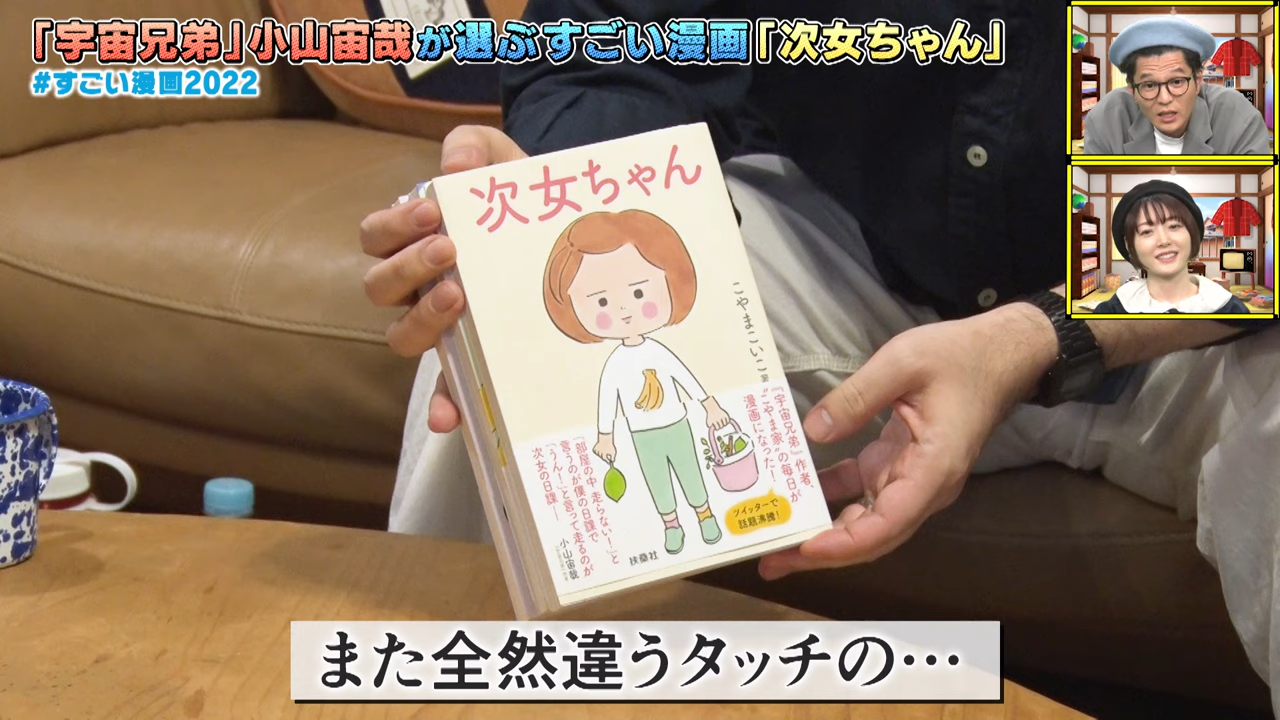 「宇宙兄弟」小山宙哉が選ぶすごい漫画「次女ちゃん」
#すごい漫画2022
次女ちゃん
こやまこいこ 著
『宇宙兄弟』作者、
“こやま家”の毎日が
漫画になった!
ツイッターで
話題沸騰!
「部屋の中 走らない!」と
言うのが僕の日課で
「うん!」と言って走るのが
次女の日課──
小山宙哉
扶桑社
また全然違うタッチの…